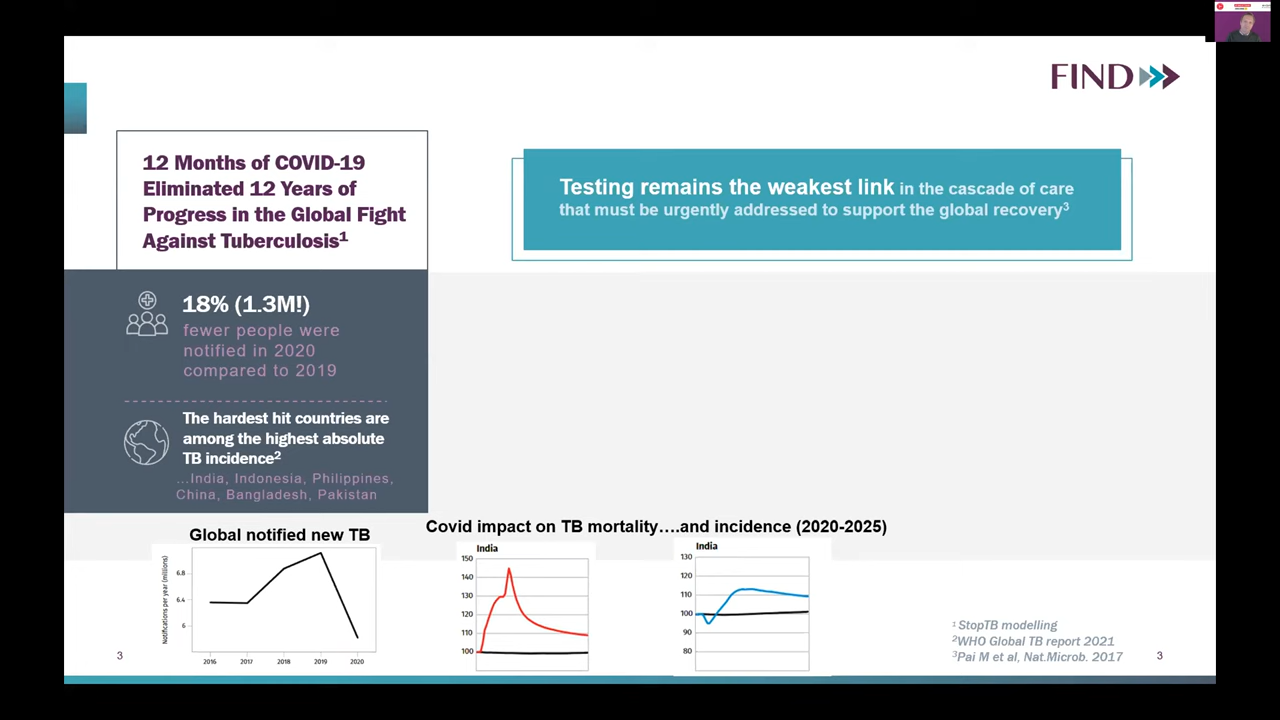 FIND
12 Months of COVID-19
Eliminated 12 Years of
Progress in the Global Fight
Against Tuberculosis¹
Testing remains the weakest link in the cascade of care
that must be urgently addressed to support the global recovery³
18% (1.3M!)
fewer people were
notified in 2020
compared to 2019
The hardest hit countries are
among the highest absolute
TB incidence²
...India, Indonesia, Philippines,
China, Bangladesh, Pakistan
Global notified new TB
Notifications per year (millions)
6.8
6.4
6
2016 2017 2018 2019 2020
Covid impact on TB mortality….and incidence (2020-2025)
India
150
140
130
120
110
100
India
130
120
110
100
90
80
¹ StopTB modelling
²WHO Global TB report 2021
³Pai M et al, Nat.Microb. 2017
3
3